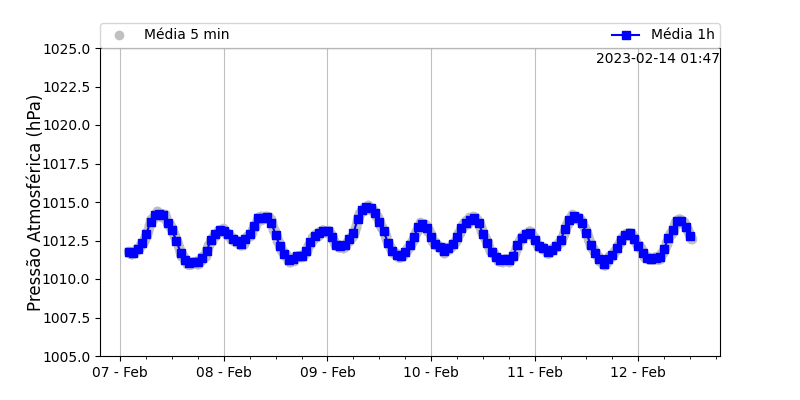 Média 5 min
Média 1h
2023-02-14 01:47
Pressão Atmosférica (hPa)
1025.0
1022.5
1020.0
1017.5
1015.0
1012.5
1010.0
1007.5
1005.0
07 - Feb
08 - Feb
09 - Feb
10 - Feb
11 - Feb
12 - Feb